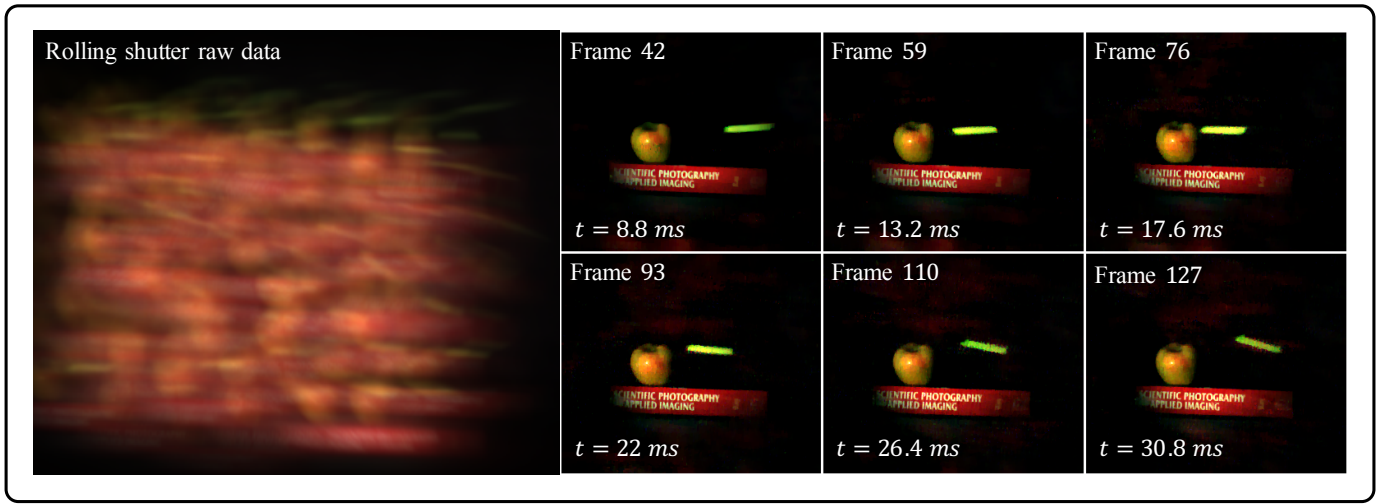 Rolling shutter raw data
Frame 42
SCIENTIFIC PHOTOGRAPHY
APPLIED IMAGING
t = 8.8 ms
Frame 59
SCIENTIFIC PHOTOGRAPHY
APPLIED IMAGING
t = 13.2 ms
Frame 76
SCIENTIFIC PHOTOGRAPHY
APPLIED IMAGING
t = 17.6 ms
Frame 93
SCIENTIFIC PHOTOGRAPHY
APPLIED IMAGING
t = 22 ms
Frame 110
SCIENTIFIC PHOTOGRAPHY
APPLIED IMAGING
t = 26.4 ms
Frame 127
SCIENTIFIC PHOTOGRAPHY
APPLIED IMAGING
t = 30.8 ms